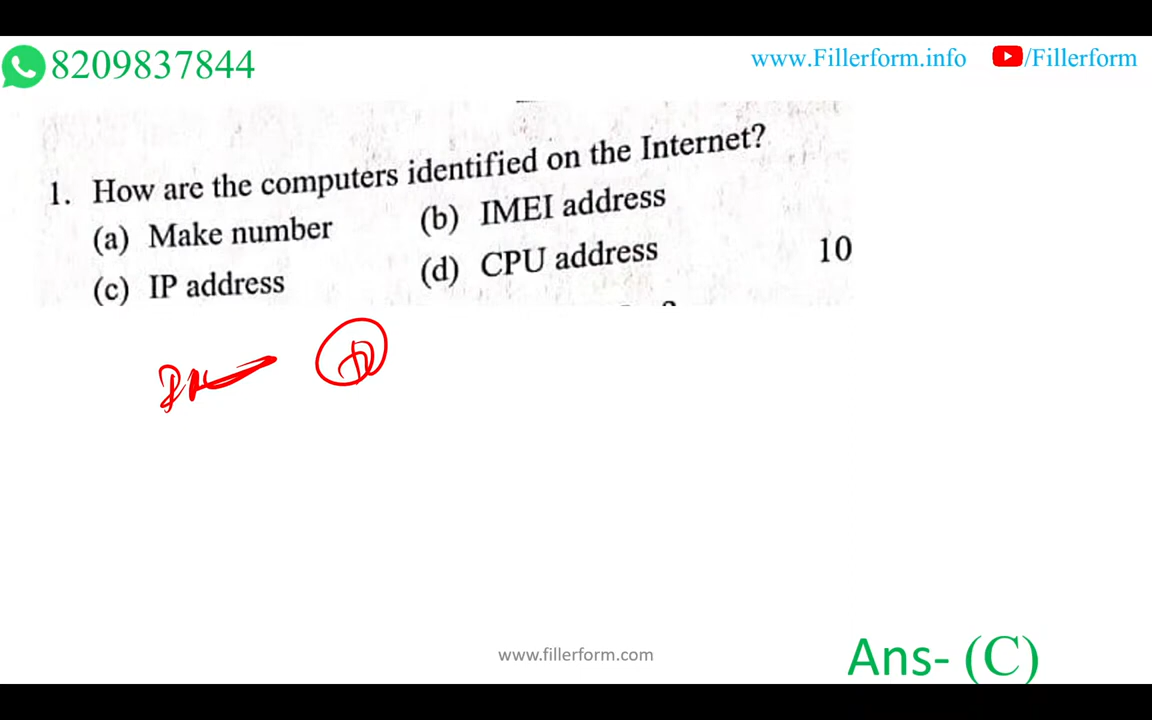 8209837844
www.Fillerform.info /Fillerform
1. How are the computers identified on the Internet?
(a) Make number (b) IMEI address
(c) IP address (d) CPU address 10
www.fillerform.com
Ans- (C)